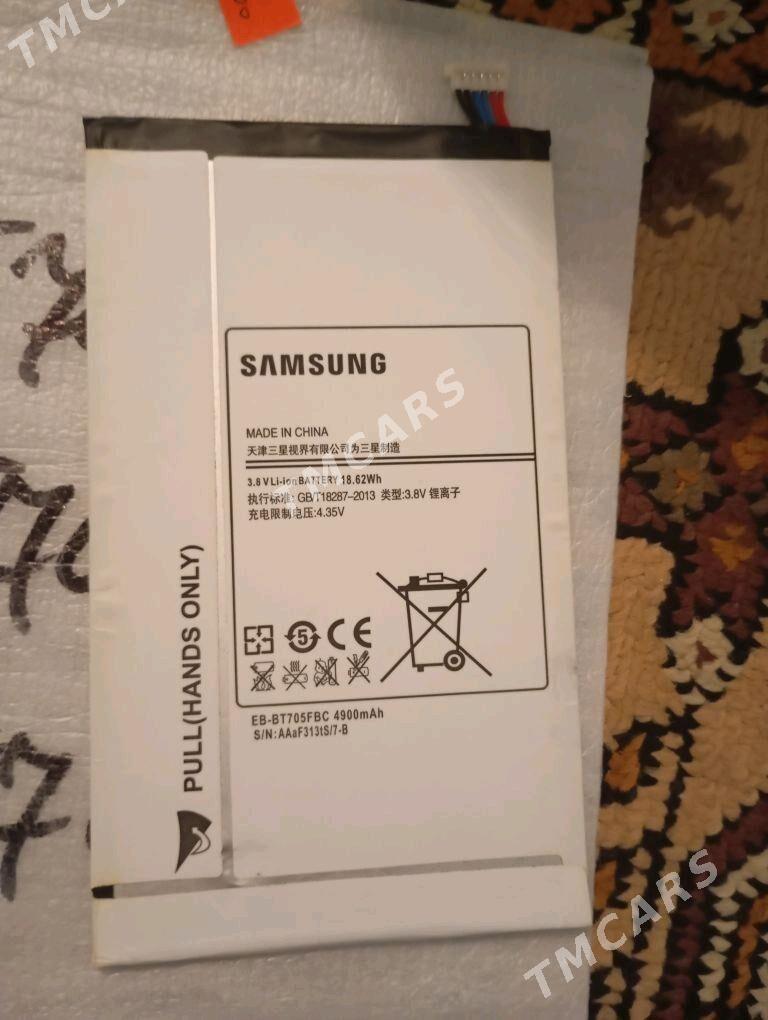 TMCARS
SAMSUNG
MADE IN CHINA
天津三星视界有限公司为三星制造
3.8 V Li-ion BATTERY 18.62Wh
执行标准: GB/T18287-2013 类型:3.8V 锂离子
充电限制电压:4.35V
5
CE
EB-BT705FBC 4900mAh
S/N: AAaF313tS/7-B
PULL(HANDS ONLY)
TMCARS
TMCARS